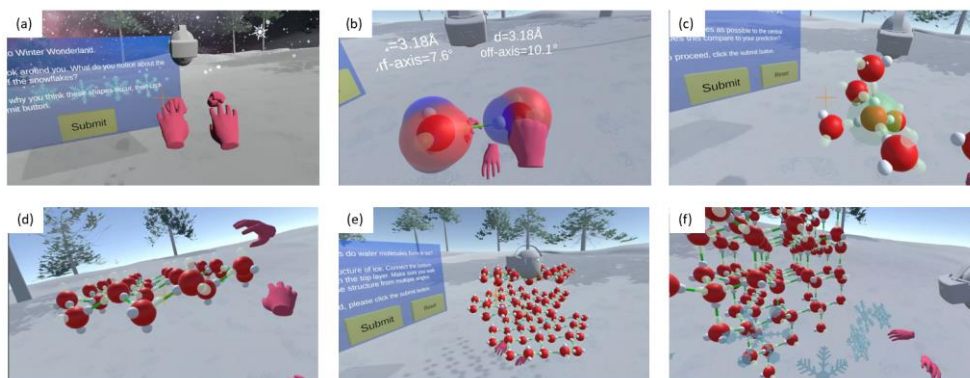 (a)
o Winter Wonderland!
ok around you. What do you notice about the
f the snowflakes?
why you think these shapes occur, then click
mit button.
Submit
(b)
.=3.18Å
d=3.18Å
rf-axis=7.6°
off-axis=10.1°
(c)
es as possible to the central
es this compare to your prediction?
o proceed, click the submit button.
Submit
Reset
(d)
(e)
s do water molecules form in ice?
ucture of ice. Connect the bottom
n the top layer. Make sure you walk
e structure from multiple angles.
d, please click the submit button.
Submit
Reset
(f)